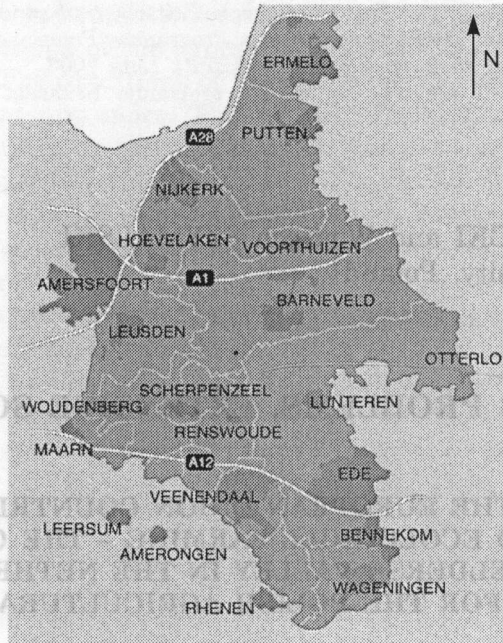 ERMELO
N
PUTTEN
A28
NIJKERK
HOEVELAKEN
VOORTHUIZEN
A1
AMERSFOORT
BARNEVELD
LEUSDEN
OTTERLO
SCHERPENZEEL
LUNTEREN
WOUDENBERG
RENSWOUDE
MAARN
A12
EDE
VEENENDAAL
LEERSUM
BENNEKOM
AMERONGEN
WAGENINGEN
RHENEN